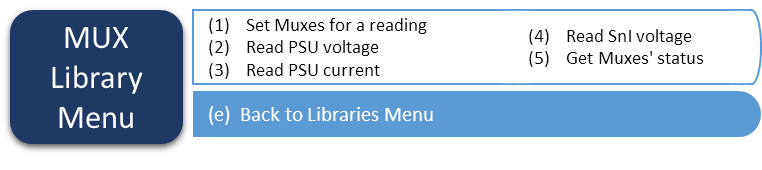 MUX
Library
Menu
(1) Set Muxes for a reading
(2) Read PSU voltage
(3) Read PSU current
(4) Read SnI voltage
(5) Get Muxes' status
(e) Back to Libraries Menu